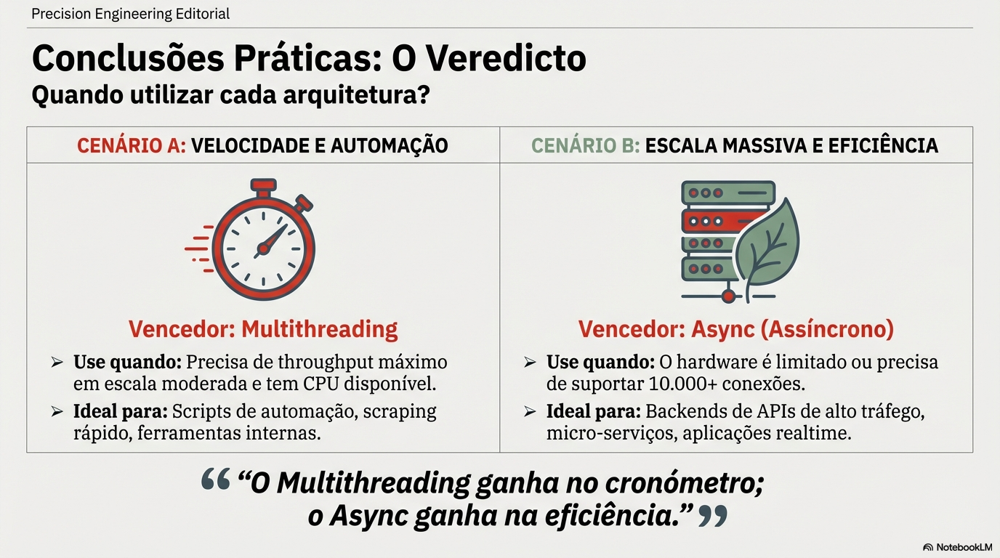 Precision Engineering Editorial
Conclusões Práticas: O Veredicto
Quando utilizar cada arquitetura?
CENÁRIO A: VELOCIDADE E AUTOMAÇÃO
Vencedor: Multithreading
➢ Use quando: Precisa de throughput máximo
em escala moderada e tem CPU disponível.
➢ Ideal para: Scripts de automação, scraping
rápido, ferramentas internas.
CENÁRIO B: ESCALA MASSIVA E EFICIÊNCIA
Vencedor: Async (Assíncrono)
➢ Use quando: O hardware é limitado ou precisa
de suportar 10.000+ conexões.
➢ Ideal para: Backends de APIs de alto tráfego,
micro-serviços, aplicações realtime.
“ “O Multithreading ganha no cronómetro;
o Async ganha na eficiência.” ”
NotebookLM